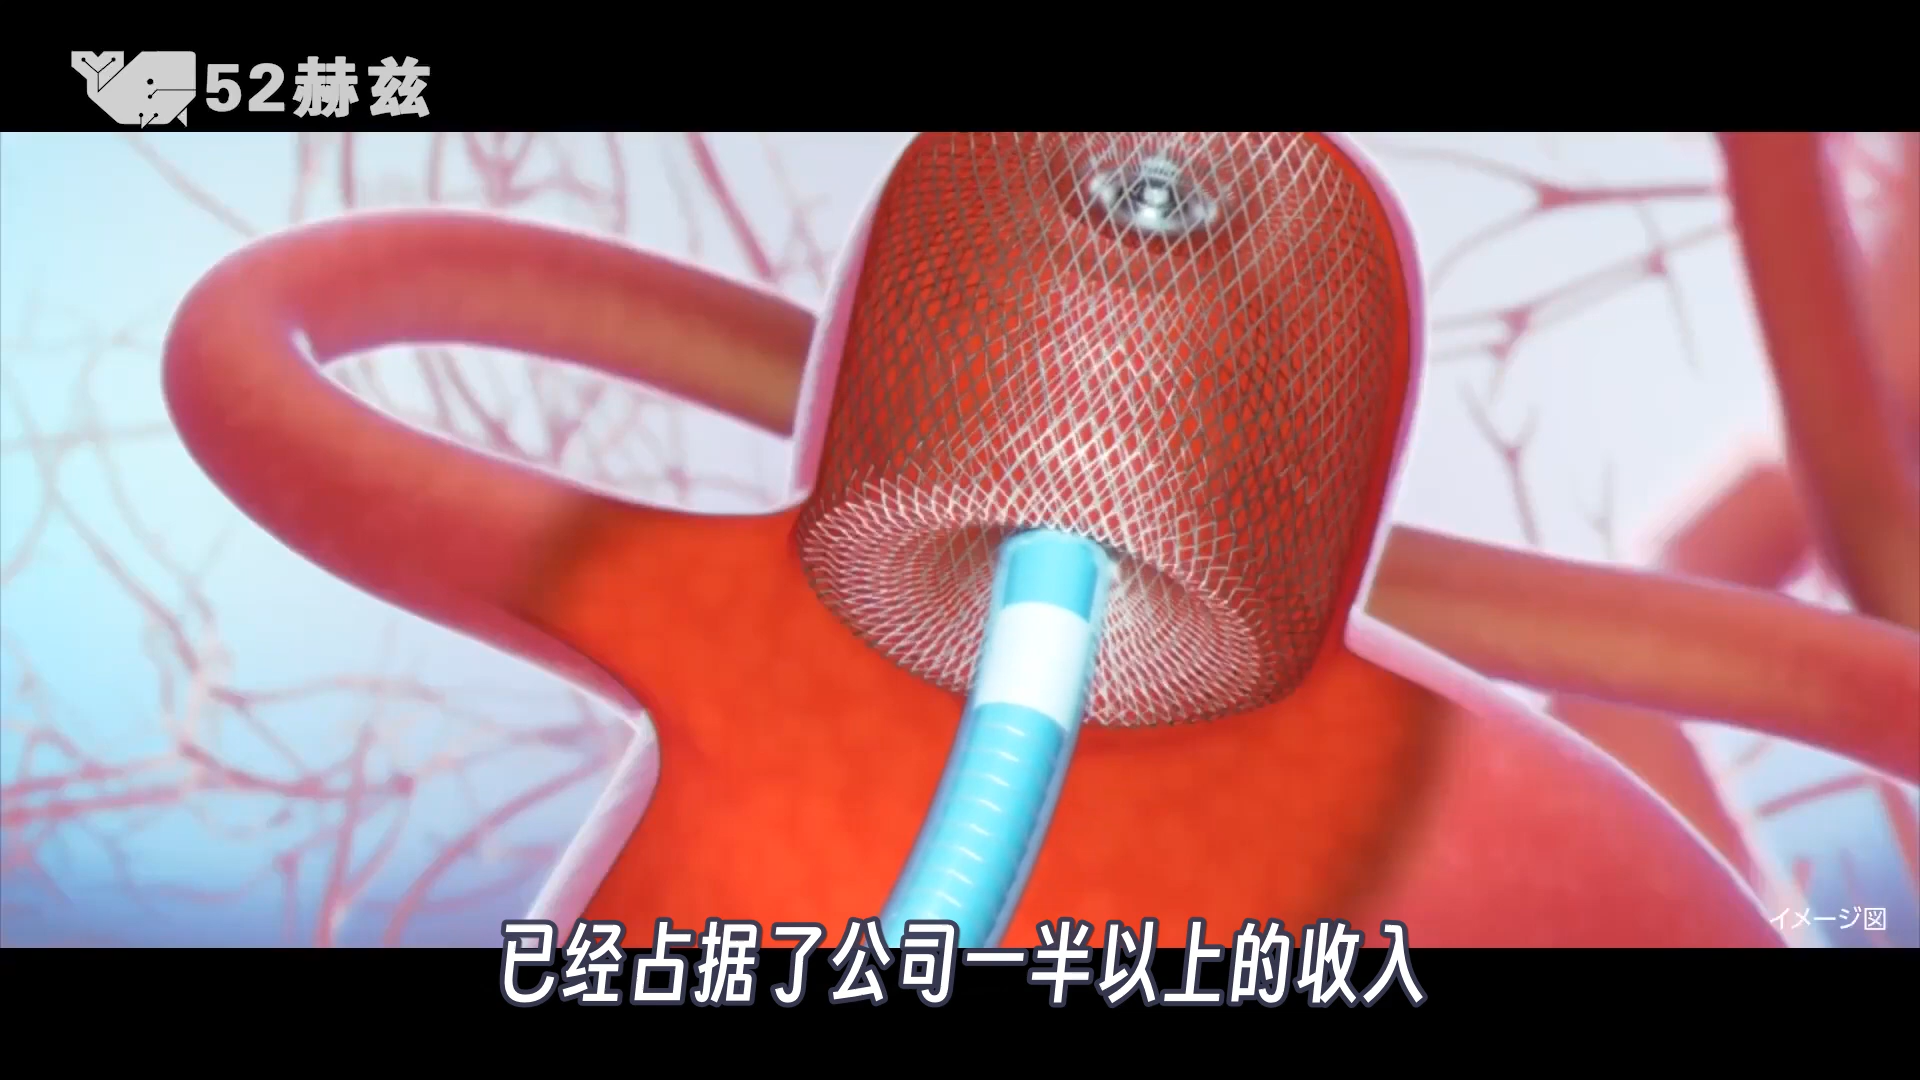 52赫兹
イメージ図
已经占据了公司一半以上的收入